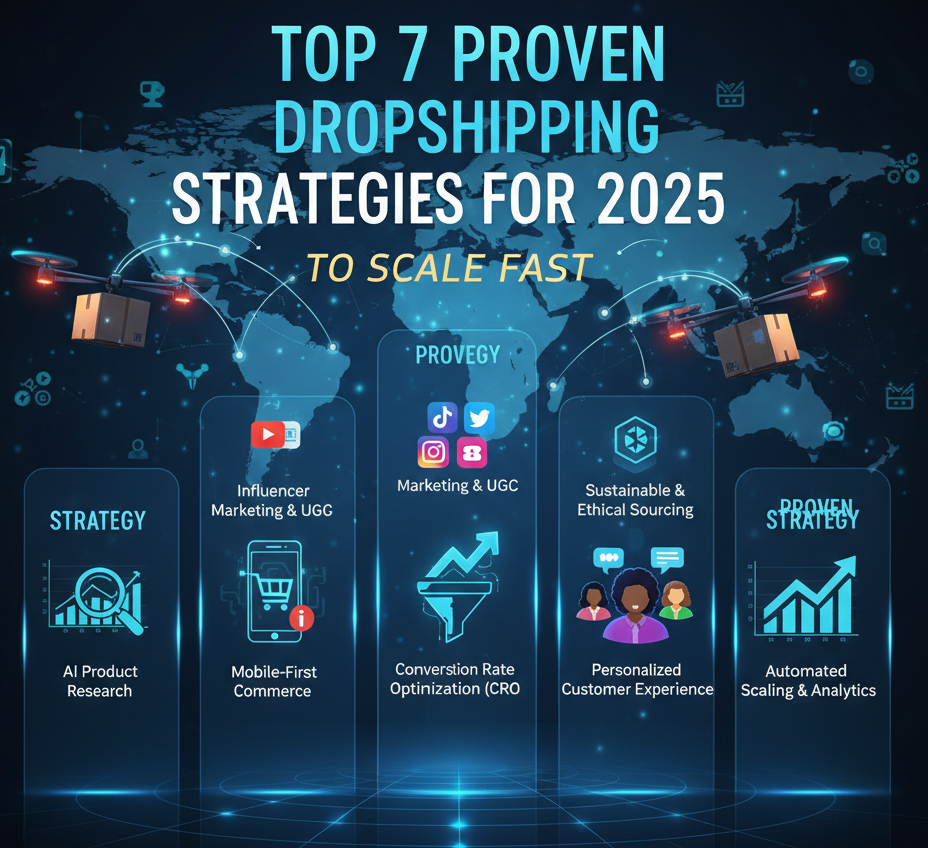 TOP 7 PROVEN
DROPSHIPPING
STRATEGIES FOR 2025
TO SCALE FAST
STRATEGY
AI Product
Research
Influencer
Marketing & UGG
Mobile-First
Commerce
PROVEGY
Marketing & UGC
Conversion Rate
Optinization (CRO
Sustainable &
Ethical Sourcing
Personalized
Customer Experience
PROVEN
STRATEGY
Automated
Scaling & Analytics